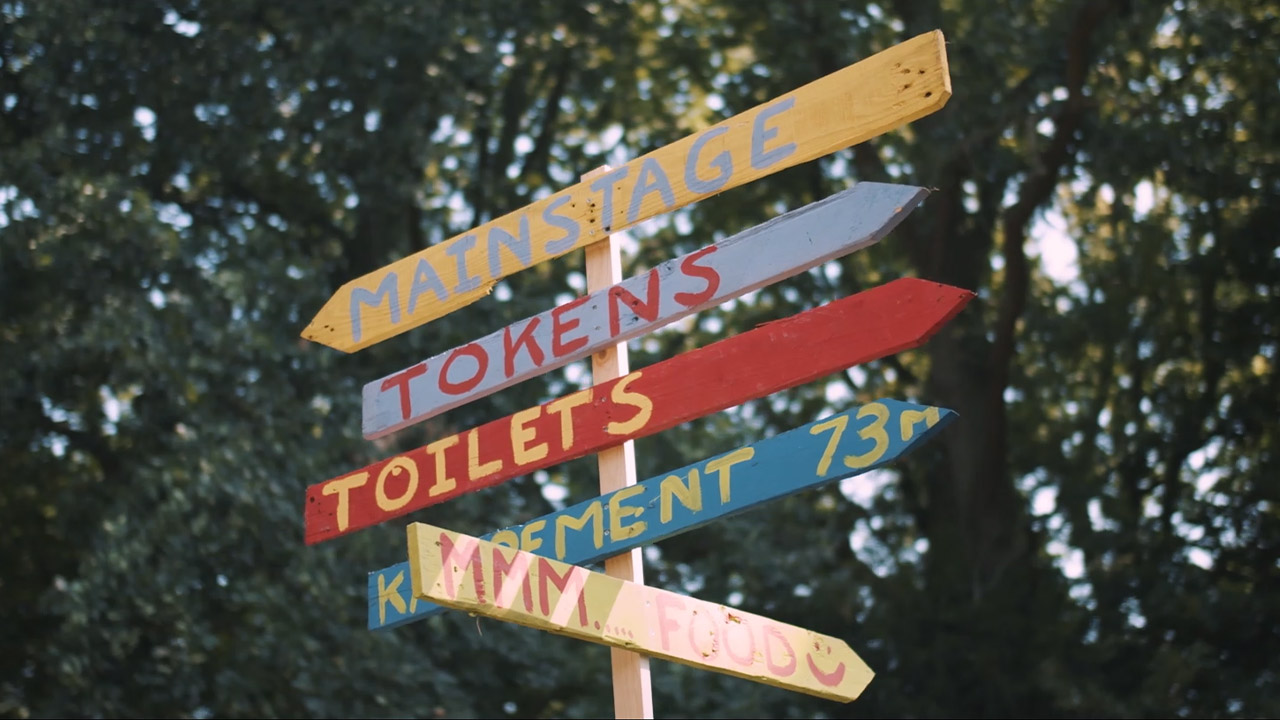 MAINSTAGE
TOKENS
TOILETS
73M
MMM..... FOOD